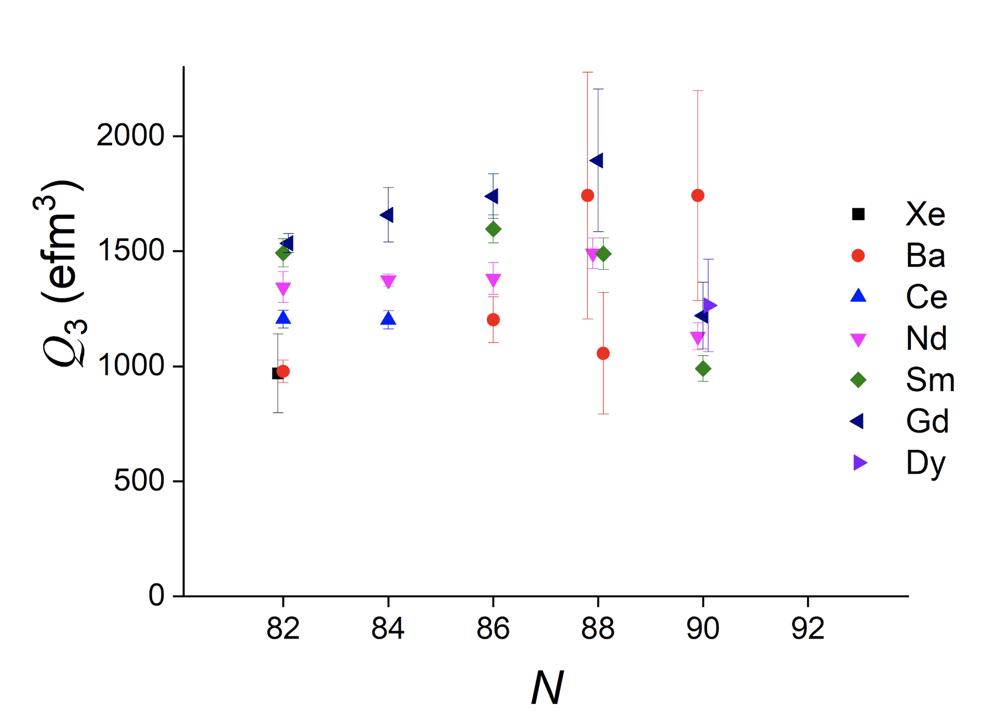 Q₃ (efm³)
2000
1500
1000
500
0
82 84 86 88 90 92
N
Xe
Ba
Ce
Nd
Sm
Gd
Dy